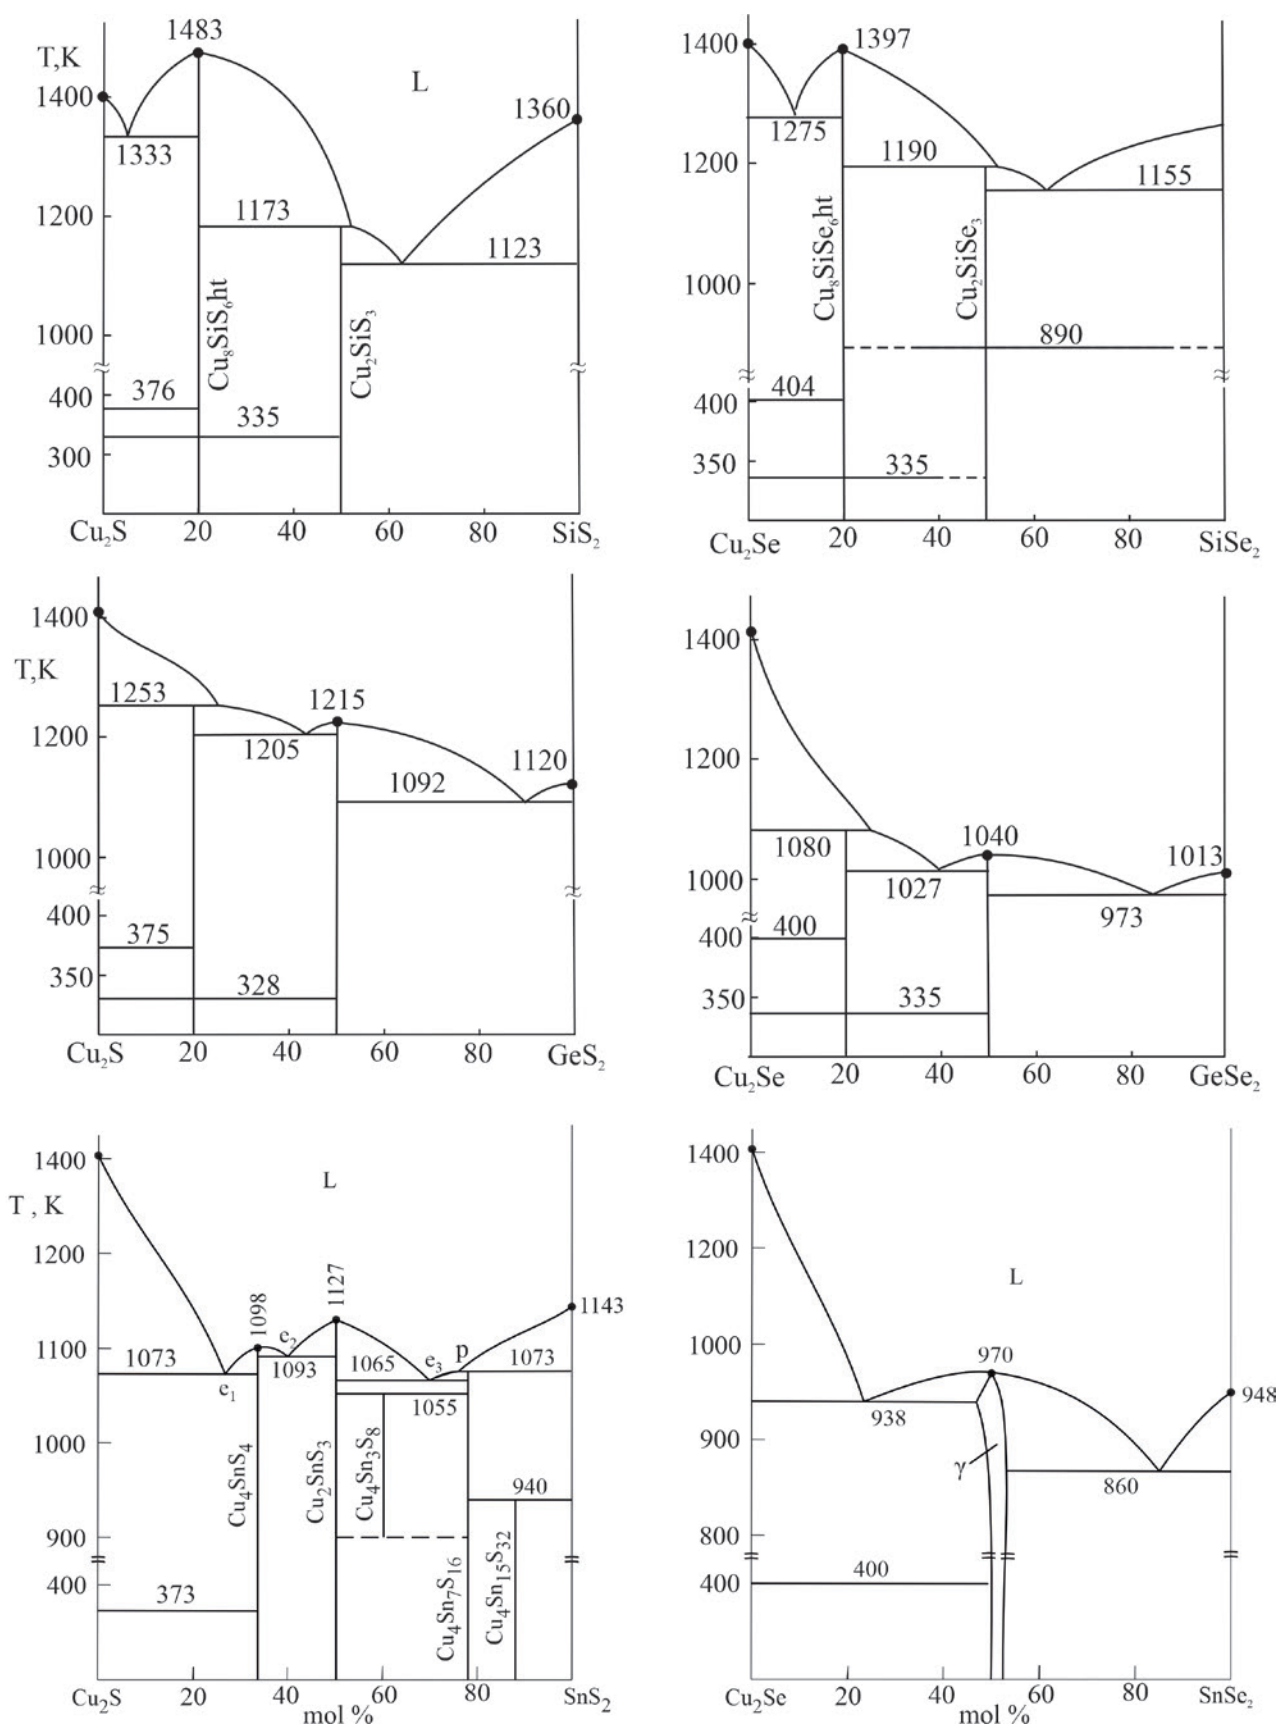 1483
T,K
L
1400
1360
1333
1200
1173
1123
1000
Cu₈SiS₆ht
Cu₂SiS₃
376
400
335
300
Cu₂S 20 40 60 80 SiS₂
1400
1397
1275
1200
1190
1155
1000
Cu₈SiSe₆ht
Cu₂SiSe₃
890
404
400
350
335
Cu₂Se 20 40 60 80 SiSe₂
1400
T,K
1253
1215
1200
1205
1120
1092
1000
400
375
350
328
Cu₂S 20 40 60 80 GeS₂
1400
1200
1080
1040
1013
1000
1027
973
400
400
350
335
Cu₂Se 20 40 60 80 GeSe₂
1400
T , K
L
1200
1127
1098
1143
e₂
1100
1073
1093
1065
e₃
p
1073
e₁
1055
1000
Cu₄SnS₄
Cu₂SnS₃
Cu₄Sn₃S₈
940
900
Cu₄Sn₇S₁₆
Cu₄Sn₁₅S₃₂
400
373
Cu₂S 20 40 60 80 SnS₂
mol %
1400
1200
L
1000
970
948
938
900
γ
860
800
400
400
Cu₂Se 20 40 60 80 SnSe₂
mol %